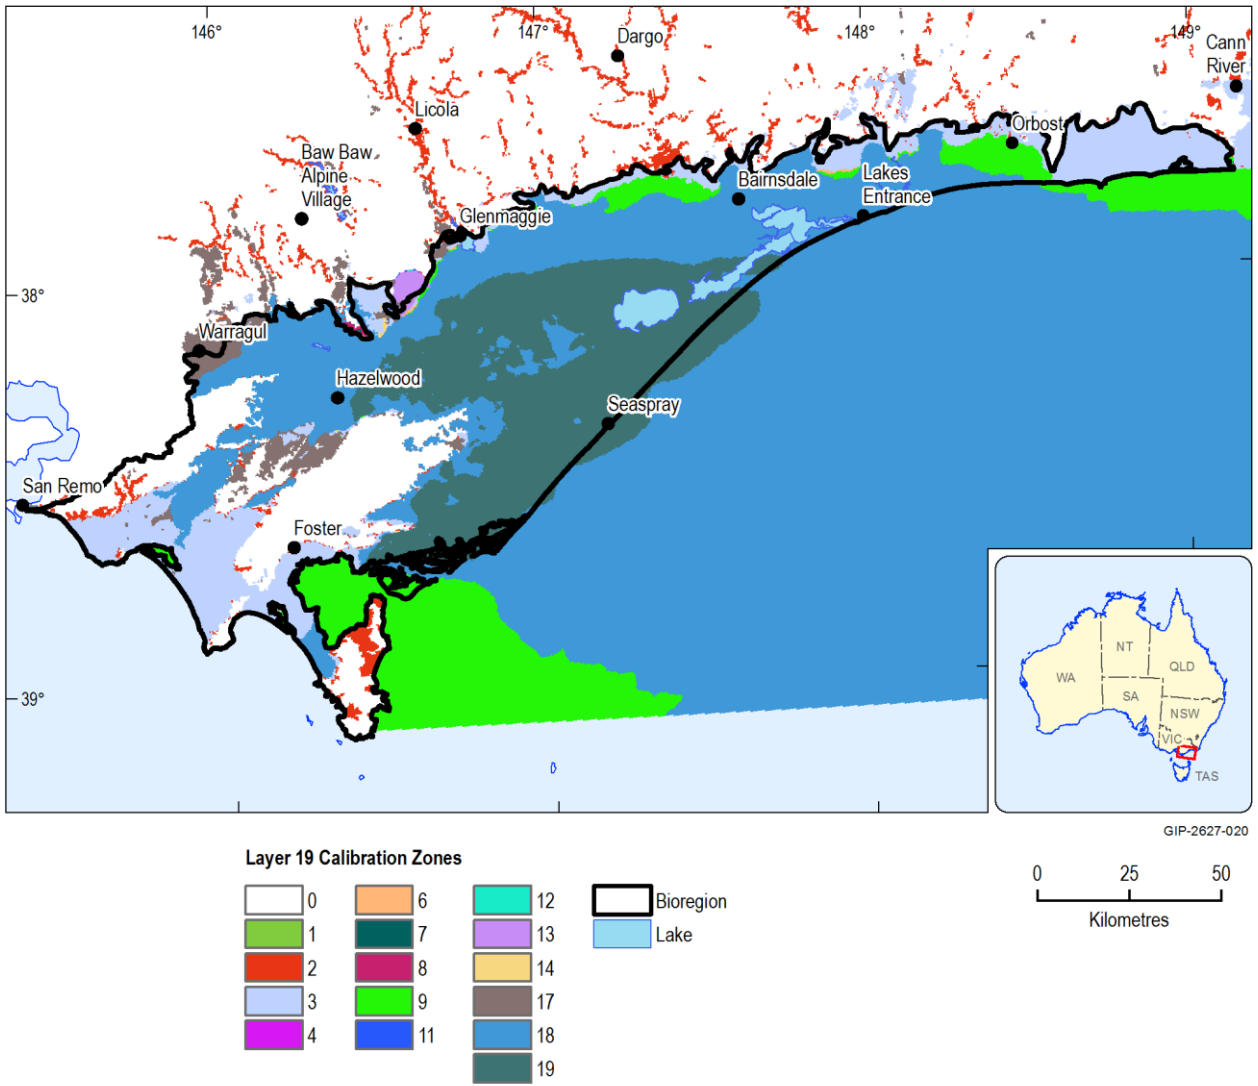 146°
147°
148°
149°
Dargo
Cann
River
Licola
Orbost
Baw Baw
Alpine
Village
Bairnsdale
Lakes
Entrance
Glenmaggie
38°
Warragul
Hazelwood
Seaspray
San Remo
Foster
39°
NT
QLD
WA
SA
NSW
VIC
TAS
GIP-2627-020
Layer 19 Calibration Zones
0
1
2
3
4
6
7
8
9
11
12
13
14
17
18
19
Bioregion
Lake
0 25 50
Kilometres